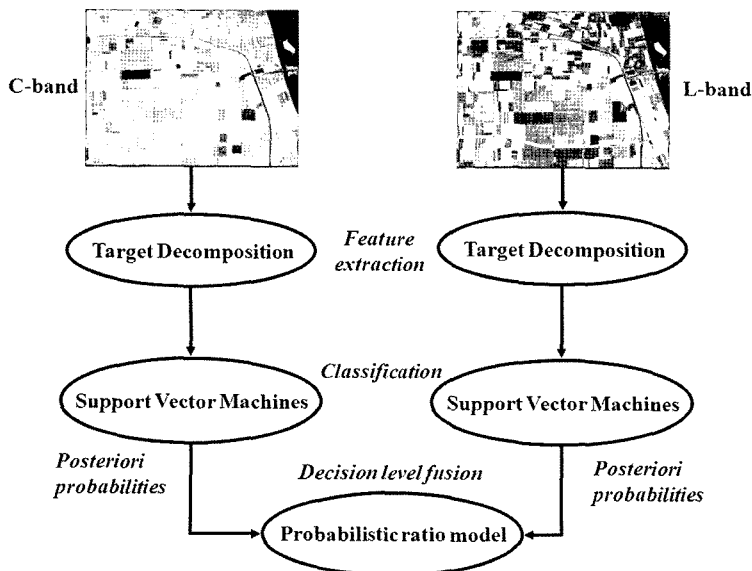 C-band
L-band
Target Decomposition
Feature
extraction
Target Decomposition
Classification
Support Vector Machines
Support Vector Machines
Posteriori
probabilities
Decision level fusion
Posteriori
probabilities
Probabilistic ratio model